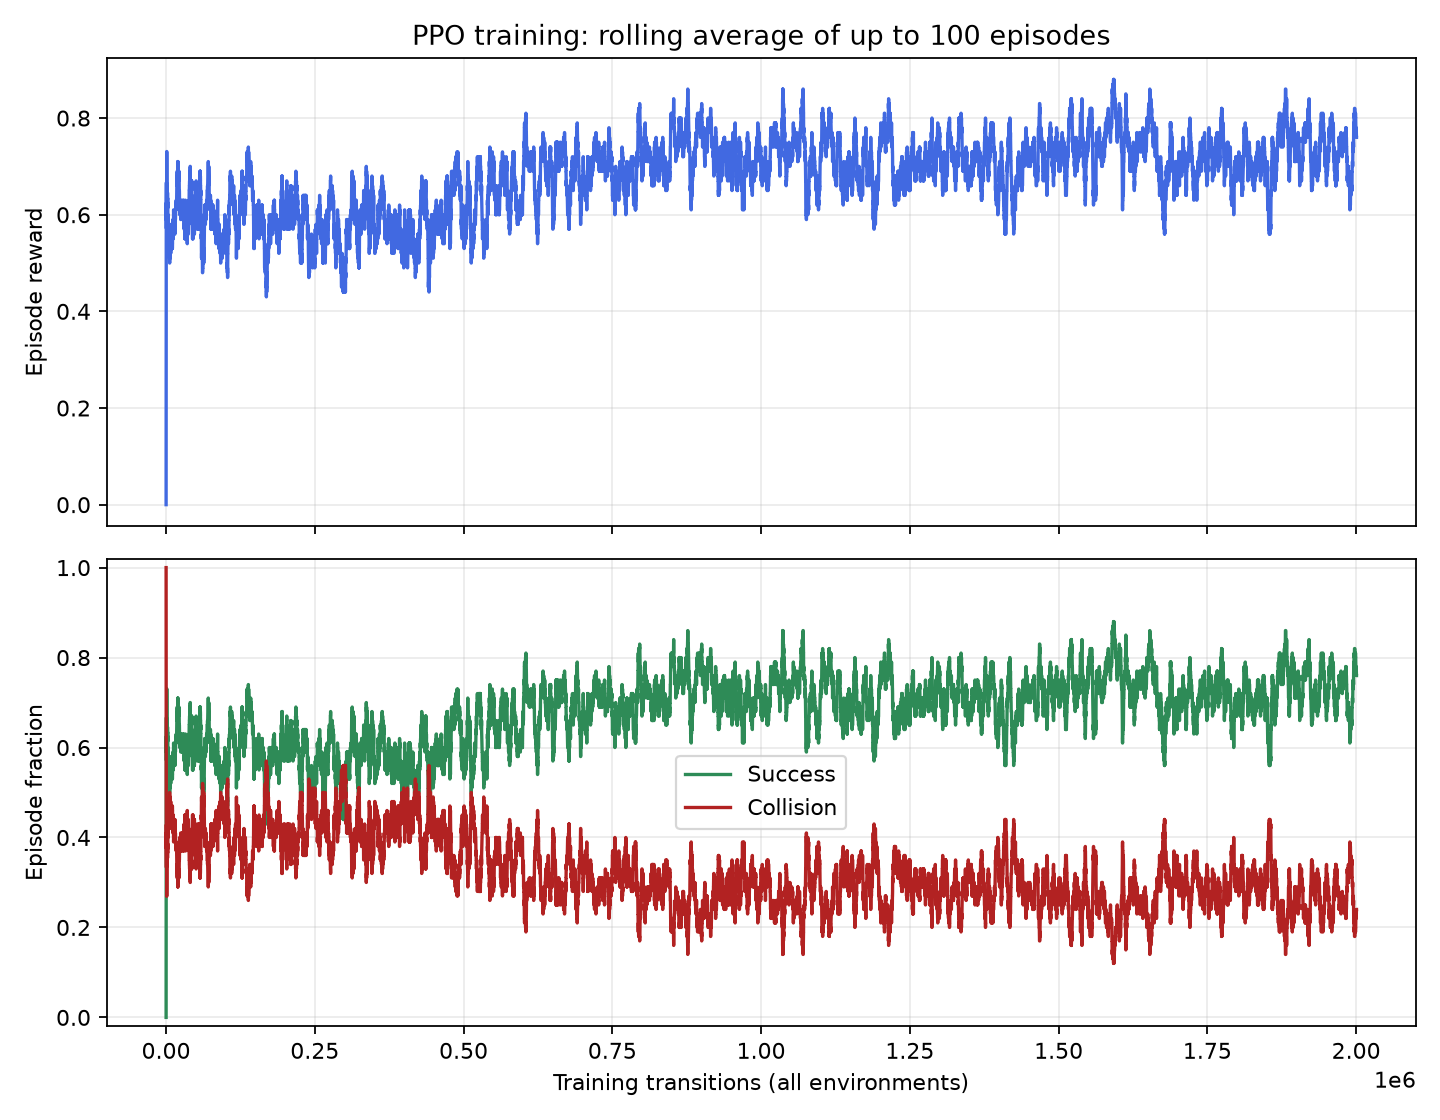 PPO training: rolling average of up to 100 episodes
Episode reward
0.8
0.6
0.4
0.2
0.0
Episode fraction
1.0
0.8
0.6
0.4
0.2
0.0
Success
Collision
0.00 0.25 0.50 0.75 1.00 1.25 1.50 1.75 2.00
1e6
Training transitions (all environments)